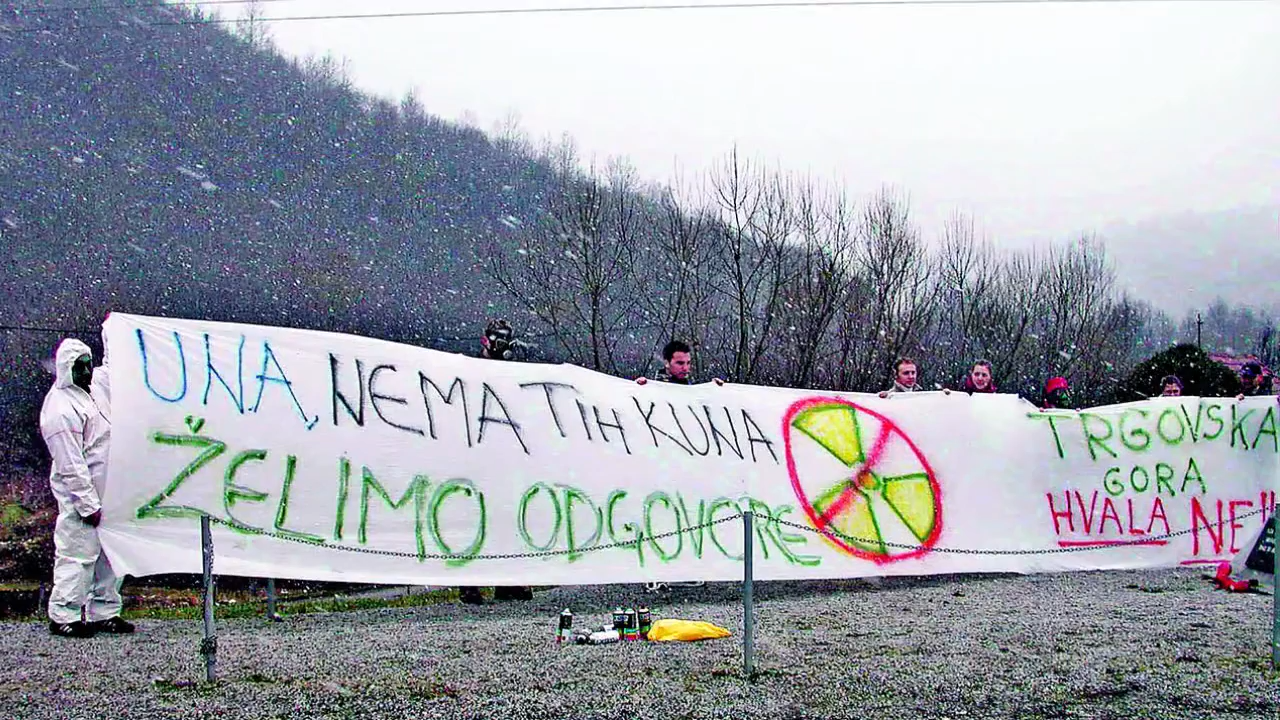 UNA, NEMA TIH KUNA
ŽELIMO ODGOVORE
TRGOVSKA
GORA
HVALA NE!!